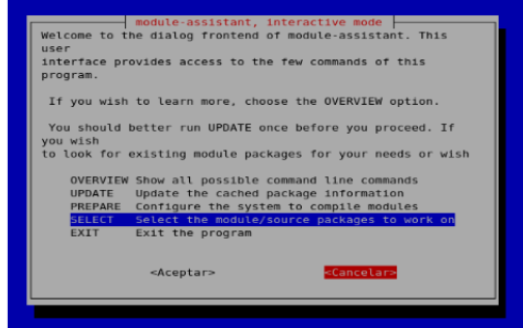 module-assistant, interactive mode
Welcome to the dialog frontend of module-assistant. This
user
interface provides access to the few commands of this
program.
If you wish to learn more, choose the OVERVIEW option.
You should better run UPDATE once before you proceed. If
you wish
to look for existing module packages for your needs or wish
OVERVIEW Show all possible command line commands
UPDATE Update the cached package information
PREPARE Configure the system to compile modules
SELECT Select the module/source packages to work on
EXIT Exit the program
<Aceptar> <Cancelar>